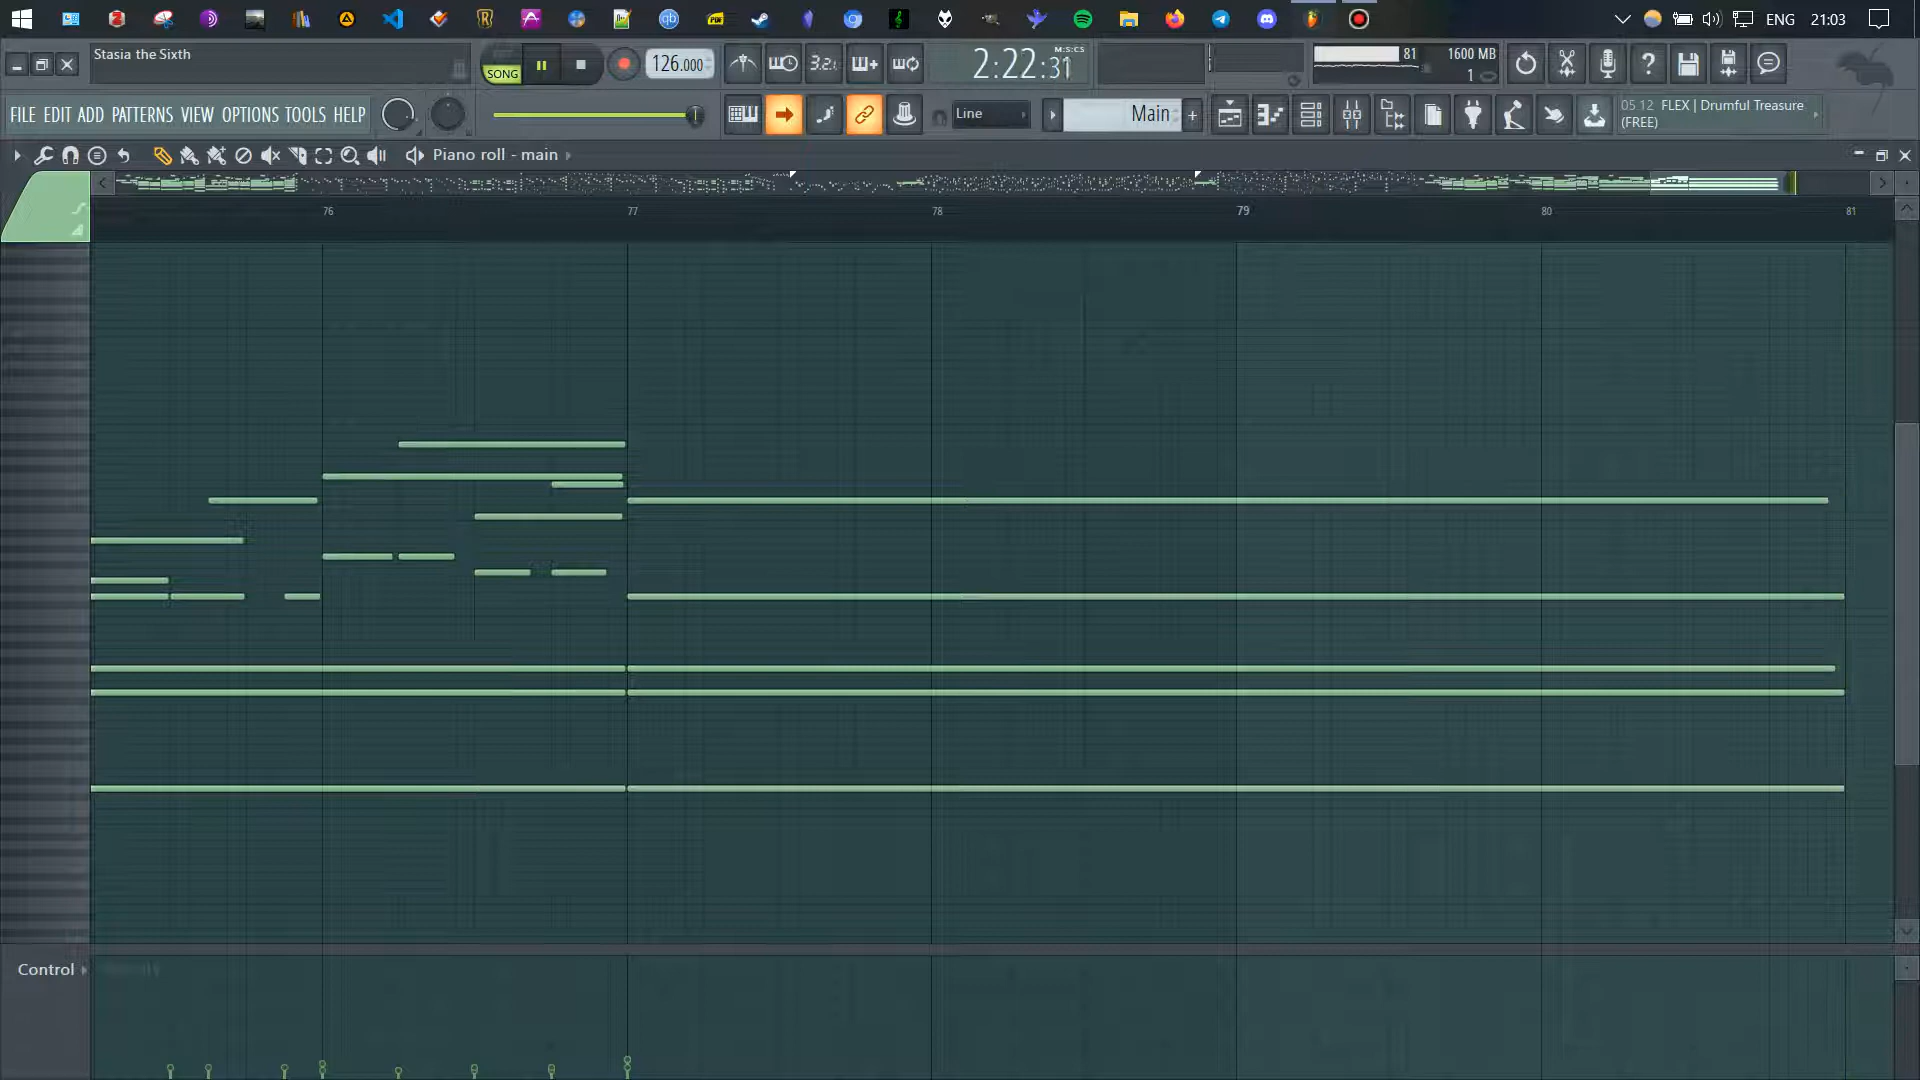 ENG
21:03
Stasia the Sixth
SONG
126.000
3.2.
2:22:31
M:S:CS
81
1600 MB
1
FILE EDIT ADD PATTERNS VIEW OPTIONS TOOLS HELP
Line
Main
05 12 FLEX | Drumful Treasure
(FREE)
Piano roll - main
76
77
78
79
80
81
Control